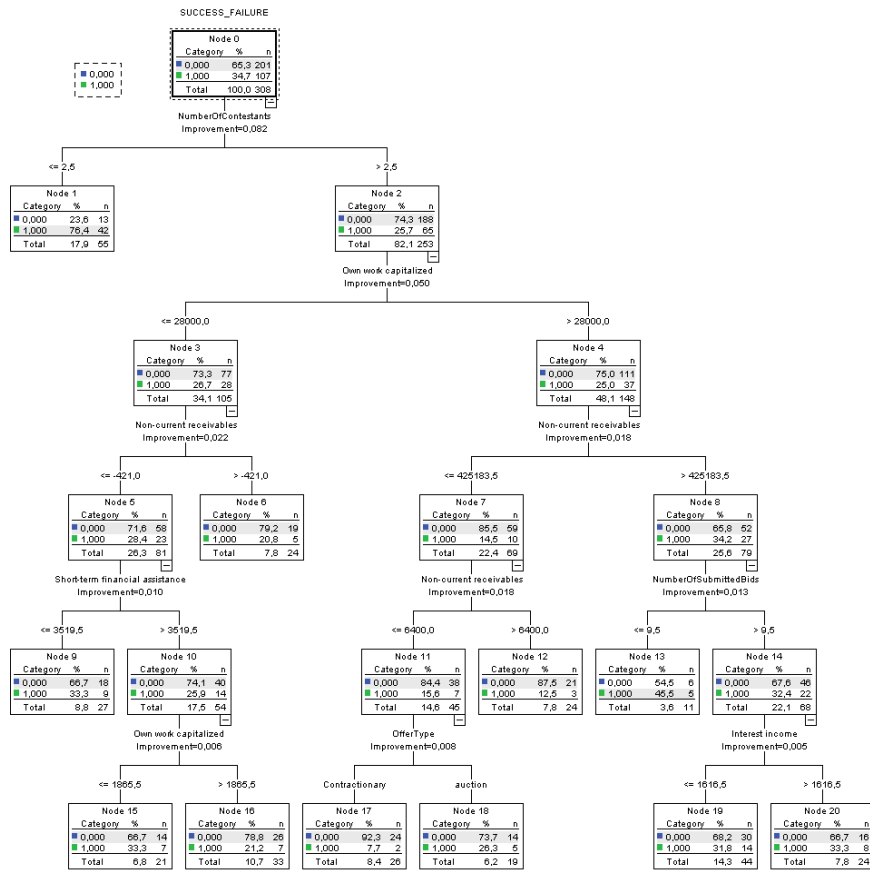 SUCCESS_FAILURE
0,000
1,000
Node 0
Category % n
0,000 65,3 201
1,000 34,7 107
Total 100,0 308
NumberOfContestants
Improvement=0,082
<= 2,5
> 2,5
Node 1
Category % n
0,000 23,6 13
1,000 76,4 42
Total 17,9 55
Node 2
Category % n
0,000 74,3 188
1,000 25,7 65
Total 82,1 253
Own work capitalized
Improvement=0,050
<= 28000,0
> 28000,0
Node 3
Category % n
0,000 73,3 77
1,000 26,7 28
Total 34,1 105
Non-current receivables
Improvement=0,022
Node 4
Category % n
0,000 75,0 111
1,000 25,0 37
Total 48,1 148
Non-current receivables
Improvement=0,018
<= -421,0
> -421,0
<= 425183,5
> 425183,5
Node 5
Category % n
0,000 71,6 58
1,000 28,4 23
Total 26,3 81
Short-term financial assistance
Improvement=0,010
Node 6
Category % n
0,000 79,2 19
1,000 20,8 5
Total 7,8 24
Node 7
Category % n
0,000 85,5 59
1,000 14,5 10
Total 22,4 69
Non-current receivables
Improvement=0,018
Node 8
Category % n
0,000 65,8 52
1,000 34,2 27
Total 25,6 79
NumberOfSubmittedBids
Improvement=0,013
<= 3519,5
> 3519,5
<= 6400,0
> 6400,0
<= 9,5
> 9,5
Node 9
Category % n
0,000 66,7 18
1,000 33,3 9
Total 8,8 27
Node 10
Category % n
0,000 74,1 40
1,000 25,9 14
Total 17,5 54
Own work capitalized
Improvement=0,006
Node 11
Category % n
0,000 84,4 38
1,000 15,6 7
Total 14,6 45
OfferType
Improvement=0,008
Node 12
Category % n
0,000 87,5 21
1,000 12,5 3
Total 7,8 24
Node 13
Category % n
0,000 54,5 6
1,000 45,5 5
Total 3,6 11
Node 14
Category % n
0,000 67,6 46
1,000 32,4 22
Total 22,1 68
Interest income
Improvement=0,005
<= 1865,5
> 1865,5
Contractionary
auction
<= 1616,5
> 1616,5
Node 15
Category % n
0,000 66,7 14
1,000 33,3 7
Total 6,8 21
Node 16
Category % n
0,000 78,8 26
1,000 21,2 7
Total 10,7 33
Node 17
Category % n
0,000 92,3 24
1,000 7,7 2
Total 8,4 26
Node 18
Category % n
0,000 73,7 14
1,000 26,3 5
Total 6,2 19
Node 19
Category % n
0,000 68,2 30
1,000 31,8 14
Total 14,3 44
Node 20
Category % n
0,000 66,7 16
1,000 33,3 8
Total 7,8 24